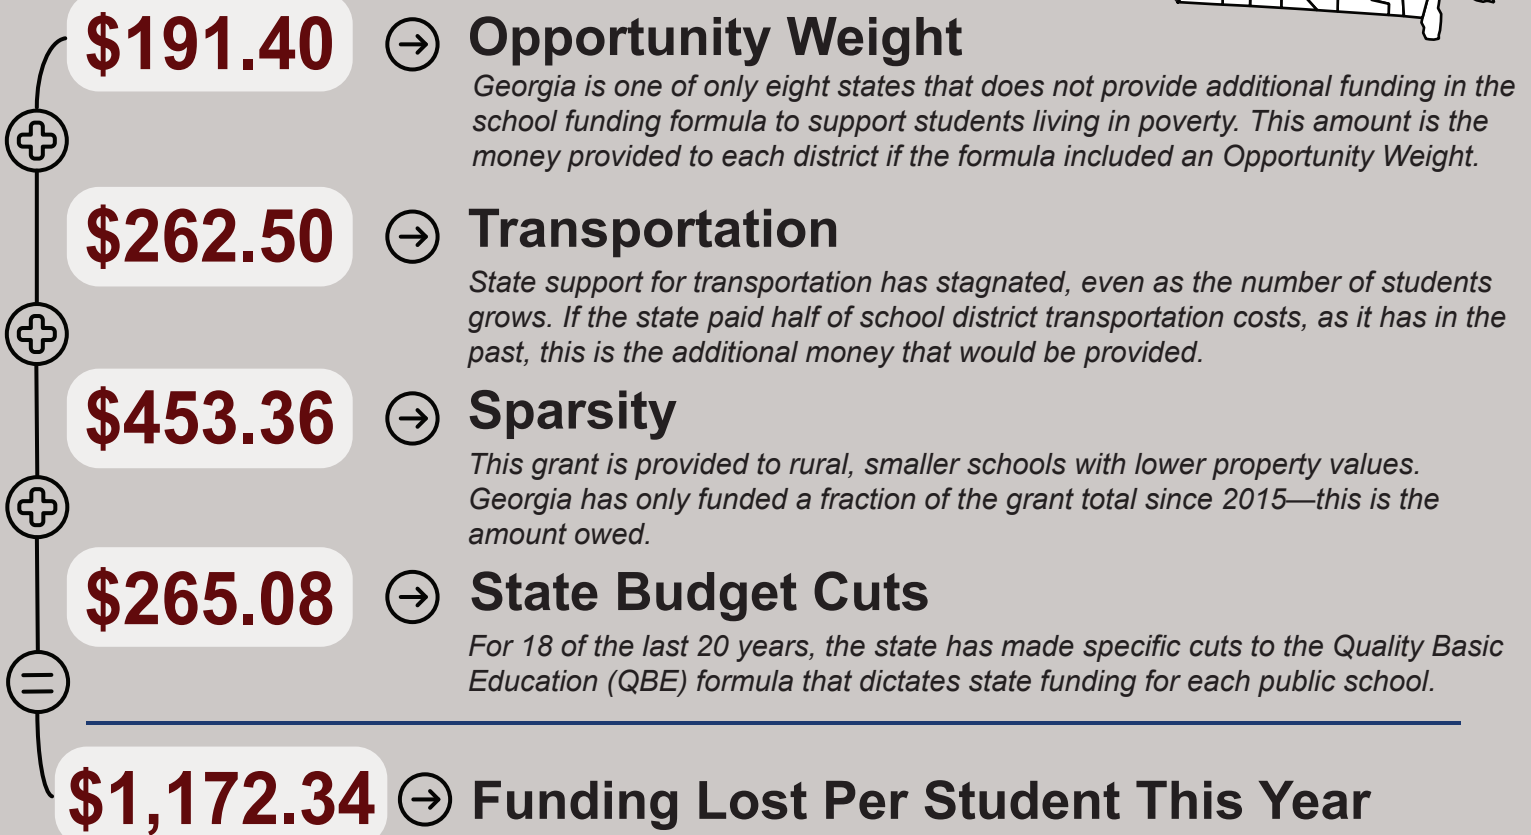 $191.40
Opportunity Weight
Georgia is one of only eight states that does not provide additional funding in the
school funding formula to support students living in poverty. This amount is the
money provided to each district if the formula included an Opportunity Weight.
$262.50
Transportation
State support for transportation has stagnated, even as the number of students
grows. If the state paid half of school district transportation costs, as it has in the
past, this is the additional money that would be provided.
$453.36
Sparsity
This grant is provided to rural, smaller schools with lower property values.
Georgia has only funded a fraction of the grant total since 2015—this is the
amount owed.
$265.08
State Budget Cuts
For 18 of the last 20 years, the state has made specific cuts to the Quality Basic
Education (QBE) formula that dictates state funding for each public school.
$1,172.34
Funding Lost Per Student This Year